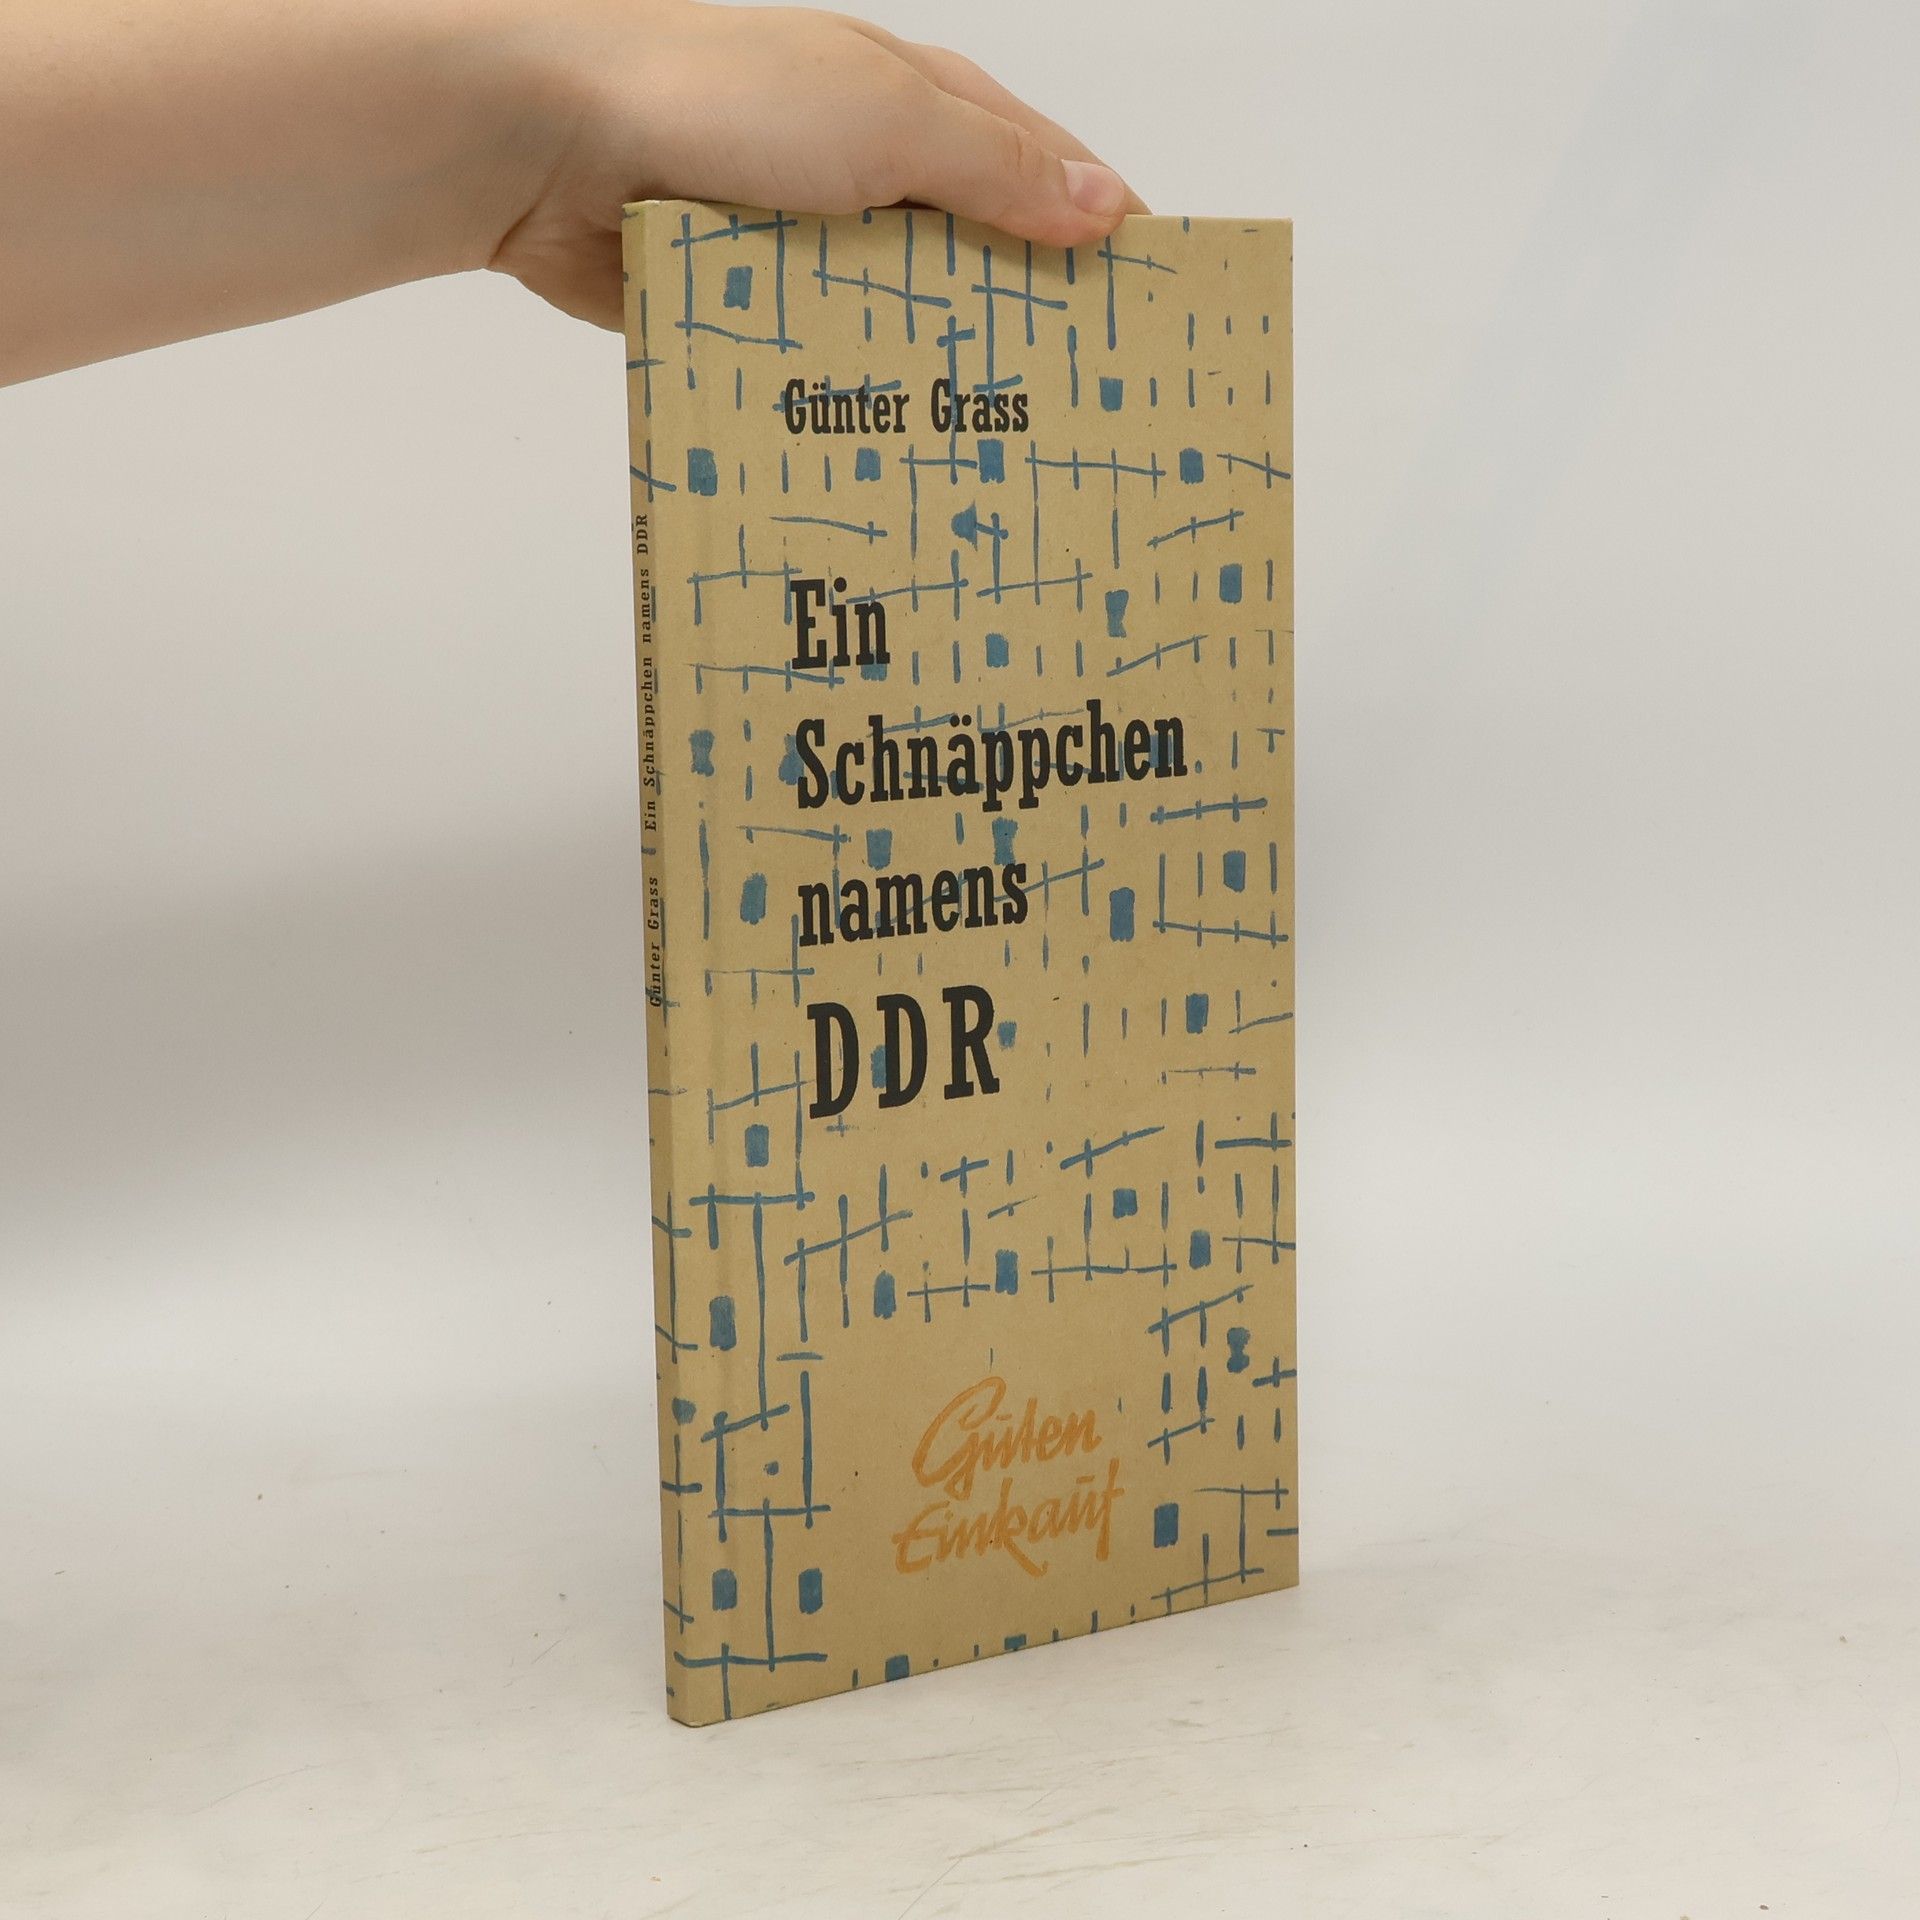 Günter Grass
Ein
Schnäppchen
namens
DDR
Guten
Einkauf
Günter Grass Ein Schnäppchen namens DDR